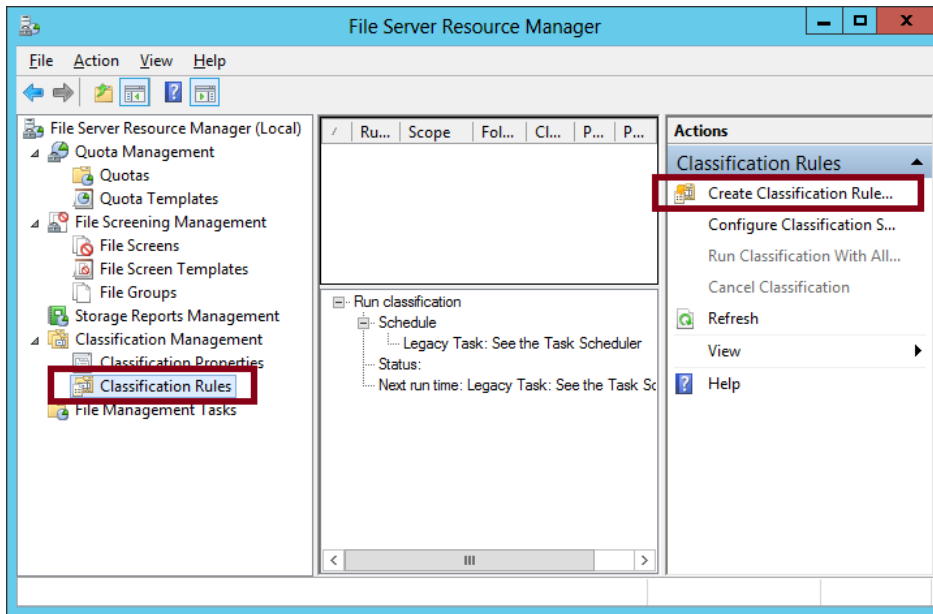 File Server Resource Manager
File Action View Help
File Server Resource Manager (Local)
Quota Management
Quotas
Quota Templates
File Screening Management
File Screens
File Screen Templates
File Groups
Storage Reports Management
Classification Management
Classification Properties
Classification Rules
File Management Tasks
Ru... Scope Fol... Cl... P... P...
Run classification
Schedule
Legacy Task: See the Task Scheduler
Status:
Next run time: Legacy Task: See the Task Sc
Actions
Classification Rules
Create Classification Rule...
Configure Classification S...
Run Classification With All...
Cancel Classification
Refresh
View
Help